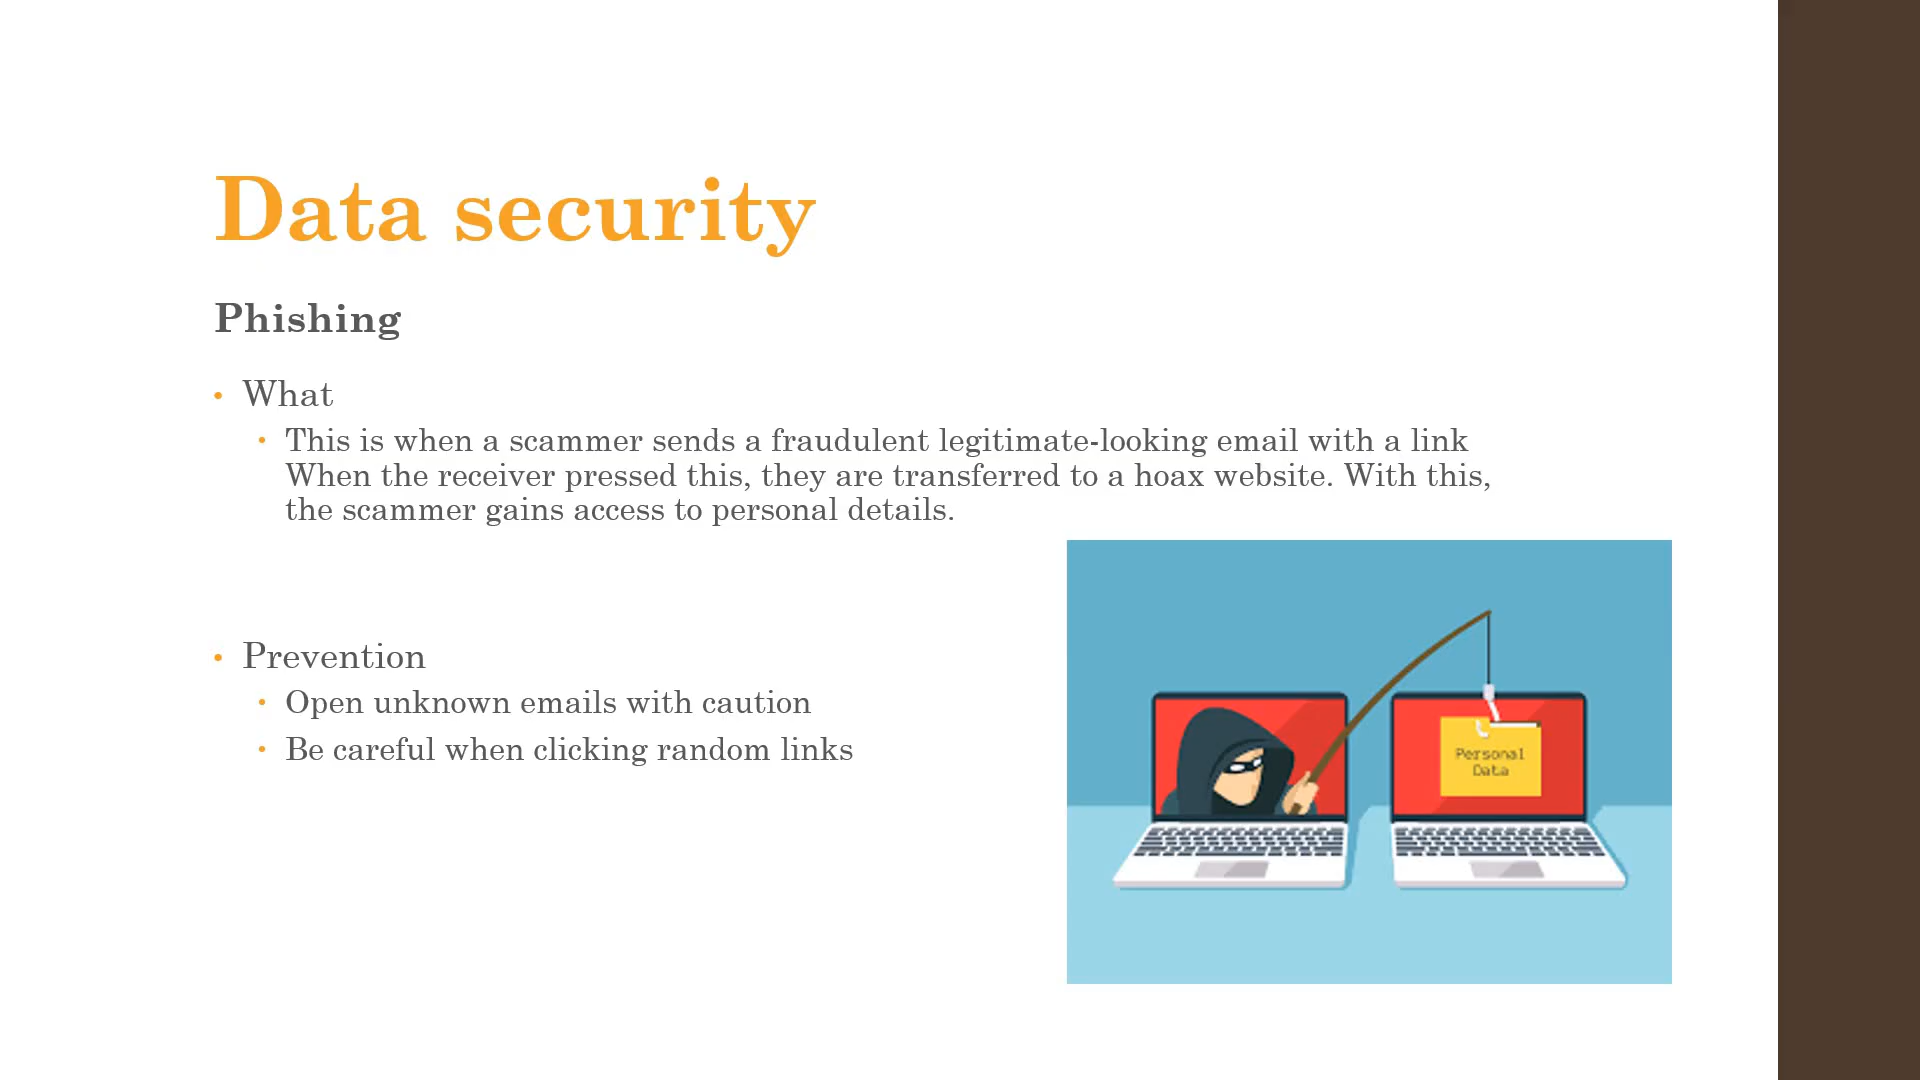 Data security
Phishing
• What
• This is when a scammer sends a fraudulent legitimate-looking email with a link
When the receiver pressed this, they are transferred to a hoax website. With this,
the scammer gains access to personal details.
• Prevention
• Open unknown emails with caution
• Be careful when clicking random links
Personal
Data